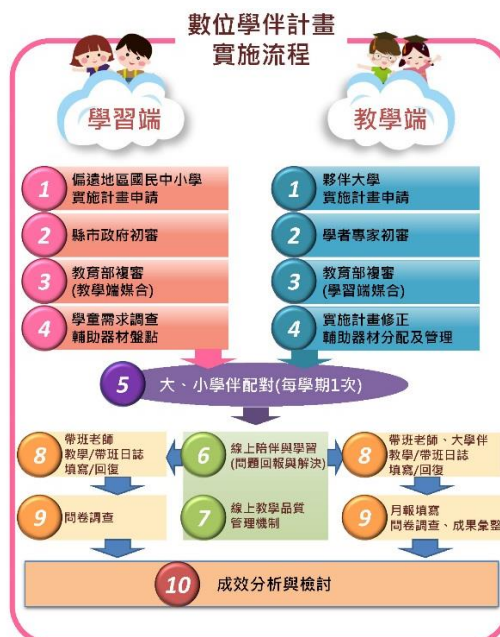 數位學伴計畫
實施流程
學習端
教學端
1
偏遠地區國民中小學
實施計畫申請
2
縣市政府初審
3
教育部複審
(教學端媒合)
4
學童需求調查
輔助器材盤點
1
夥伴大學
實施計畫申請
2
學者專家初審
3
教育部複審
(學習端媒合)
4
實施計畫修正
輔助器材分配及管理
5
大、小學伴配對(每學期1次)
8
帶班老師
教學/帶班日誌
填寫/回復
9
問卷調查
6
線上陪伴與學習
(問題回報與解決)
7
線上教學品質
管理機制
8
帶班老師、大學伴
教學/帶班日誌
填寫/回復
9
月報填寫
問卷調查、成果彙整
10
成效分析與檢討